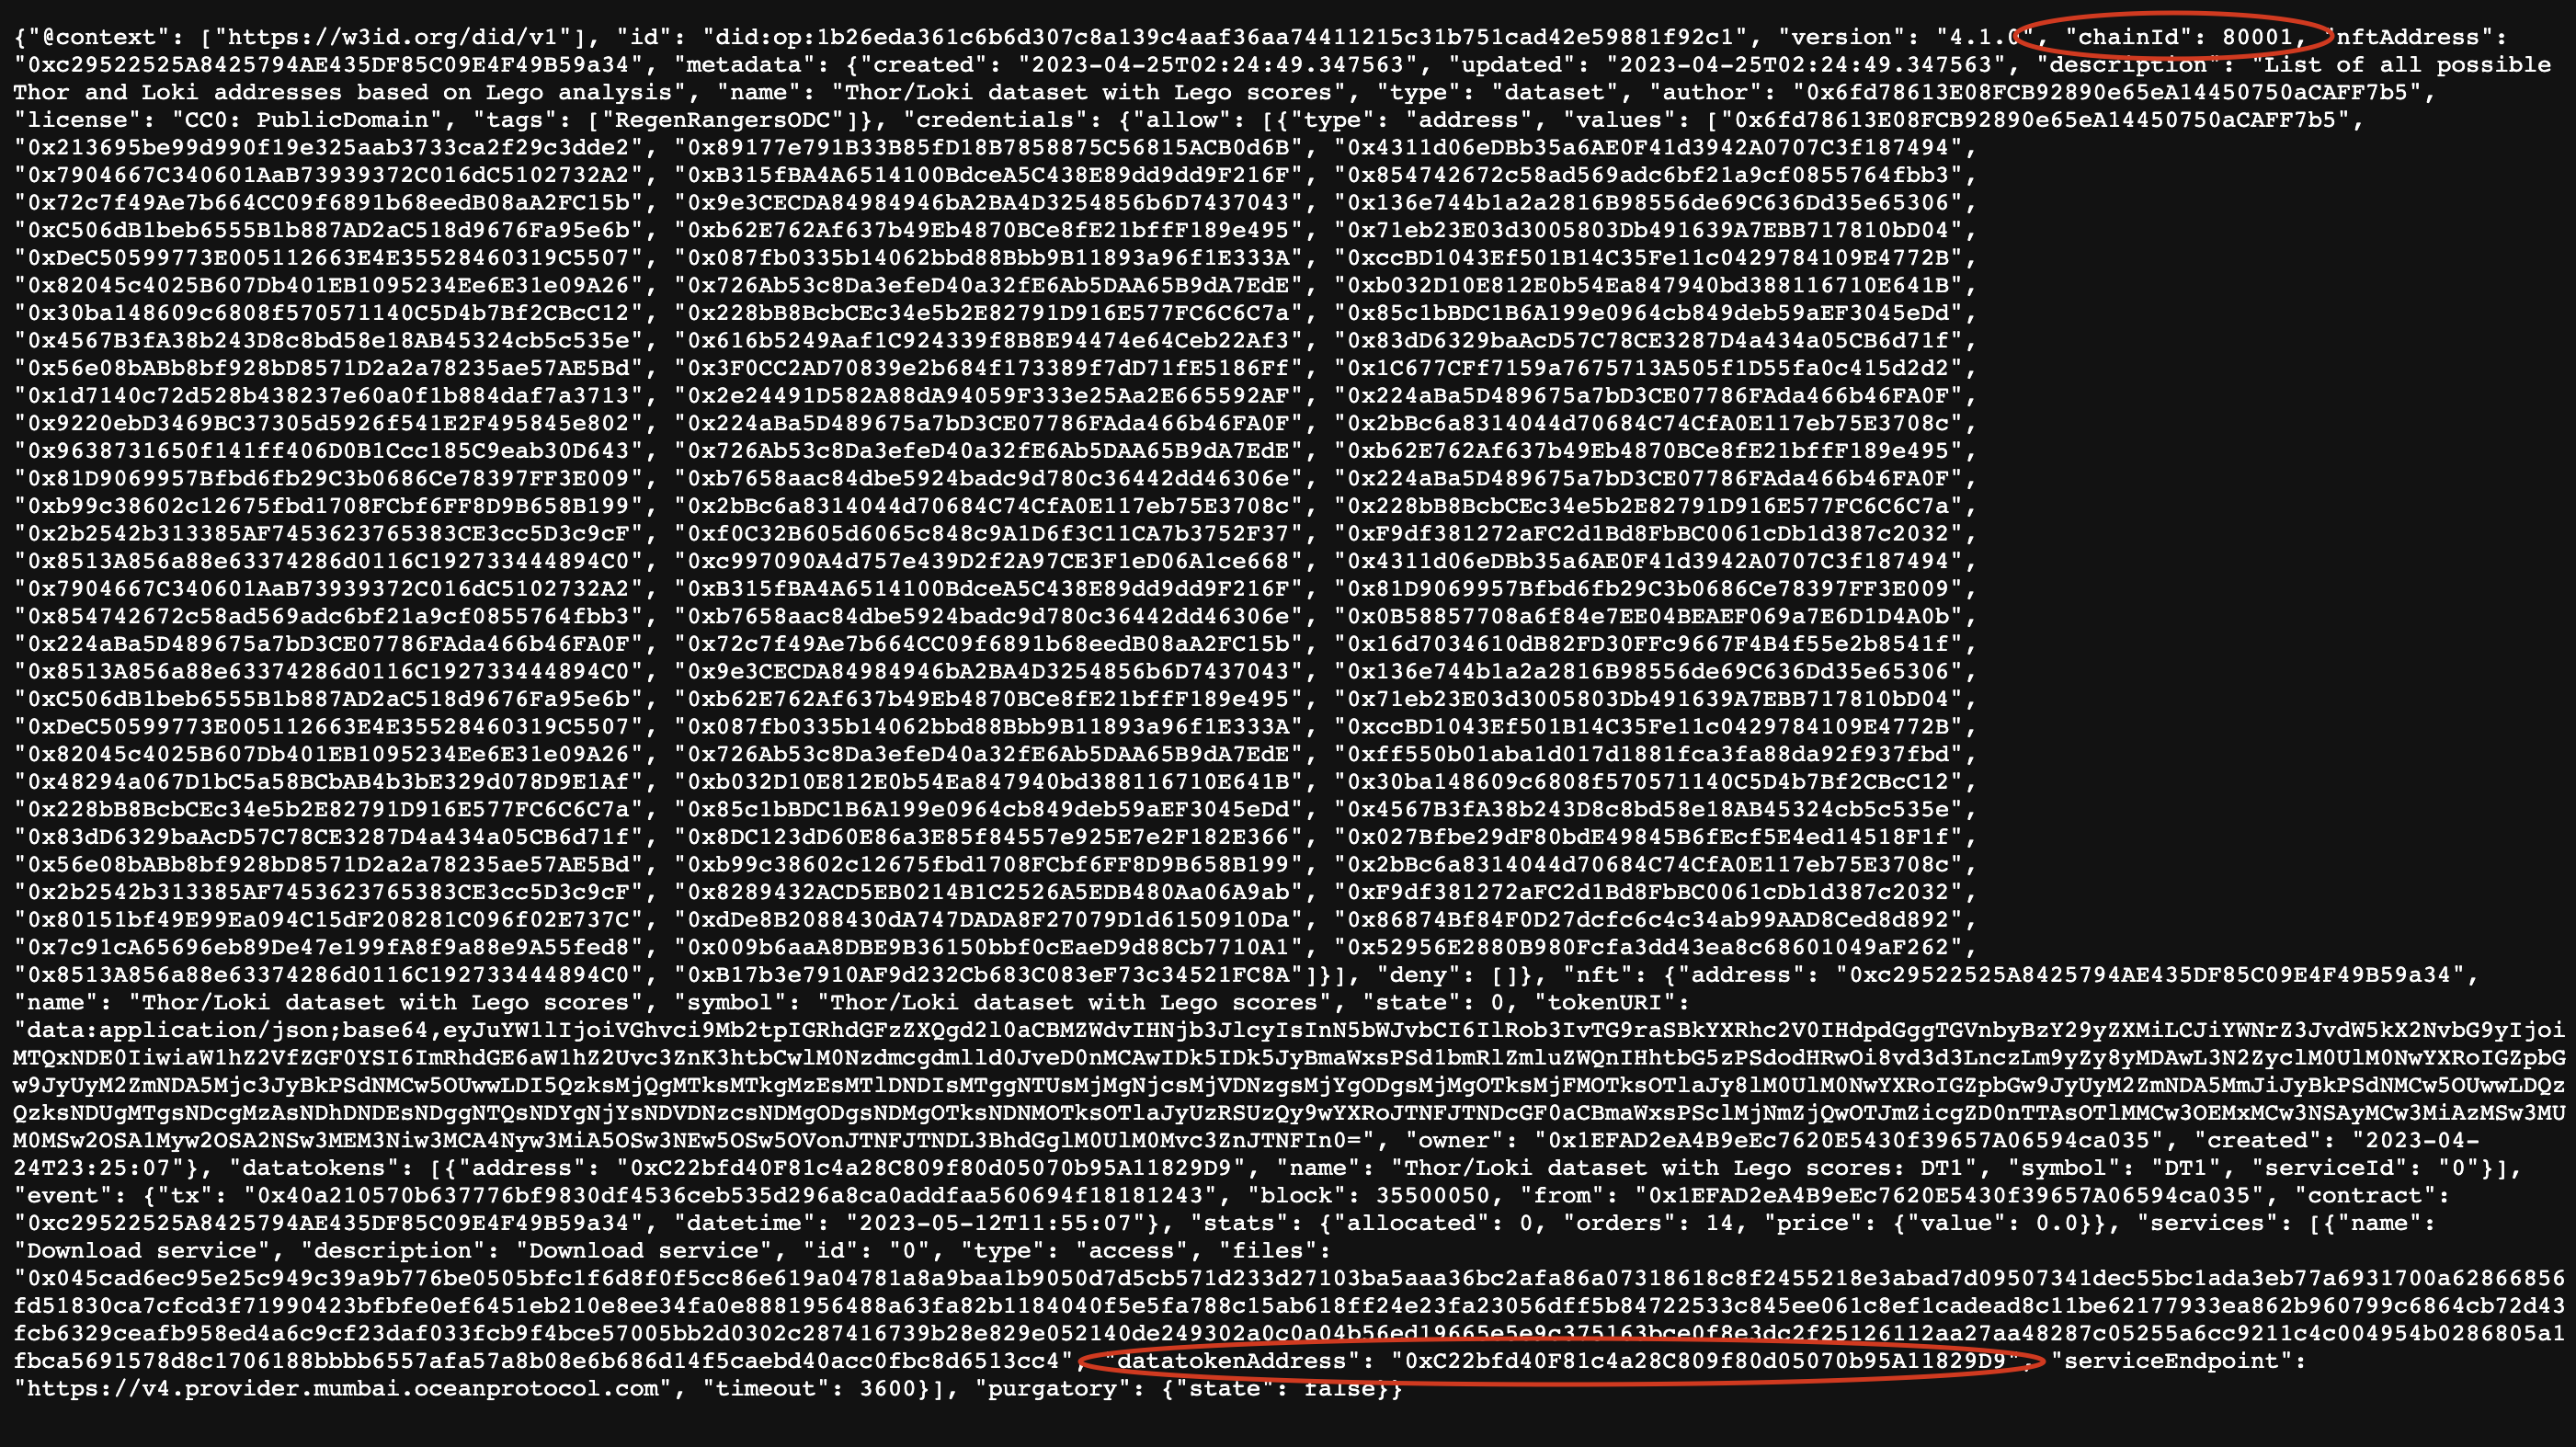 {"@context": ["https://w3id.org/did/v1"], "id": "did:op:1b26eda361c6b6d307c8a139c4aaf36aa74411215c31b751cad42e59881f92c1", "version": "4.1.0", "chainId": 80001, "nftAddress":
"0xc29522525A8425794AE435DF85C09E4F49B59a34", "metadata": {"created": "2023-04-25T02:24:49.347563", "updated": "2023-04-25T02:24:49.347563", "description": "List of all possible
Thor and Loki addresses based on Lego analysis", "name": "Thor/Loki dataset with Lego scores", "type": "dataset", "author": "0x6fd78613E08FCB92890e65eA14450750aCAFF7b5",
"license": "CC0: PublicDomain", "tags": ["RegenRangersODC"]}, "credentials": {"allow": [{"type": "address", "values": ["0x6fd78613E08FCB92890e65eA14450750aCAFF7b5",
"0x213695be99d990f19e325aab3733ca2f29c3dde2", "0x89177e791B33B85fD18B7858875C56815ACB0d6B", "0x4311d06eDBb35a6AE0F41d3942A0707C3f187494",
"0x7904667C340601AaB73939372C016dC5102732A2", "0xB315fBA4A6514100BdceA5C438E89dd9dd9F216F", "0x854742672c58ad569adc6bf21a9cf0855764fbb3",
"0x72c7f49Ae7b664CC09f6891b68eedB08aA2FC15b", "0x9e3CECDA84984946bA2BA4D3254856b6D7437043", "0x136e744b1a2a2816B98556de69C636Dd35e65306",
"0xC506dB1beb6555B1b887AD2aC518d9676Fa95e6b", "0xb62E762Af637b49Eb4870BCe8fE21bffF189e495", "0x71eb23E03d3005803Db491639A7EBB717810bD04",
"0xDeC50599773E005112663E4E35528460319C5507", "0x087fb0335b14062bbd88Bbb9B11893a96f1E333A", "0xccBD1043Ef501B14C35Fe11c0429784109E4772B",
"0x82045c4025B607Db401EB1095234Ee6E31e09A26", "0x726Ab53c8Da3efeD40a32fE6Ab5DAA65B9dA7EdE", "0xb032D10E812E0b54Ea847940bd388116710E641B",
"0x30ba148609c6808f570571140C5D4b7Bf2CBcC12", "0x228bB8BcbCEc34e5b2E82791D916E577FC6C6C7a", "0x85c1bBDC1B6A199e0964cb849deb59aEF3045eDd",
"0x4567B3fA38b243D8c8bd58e18AB45324cb5c535e", "0x616b5249Aaf1C924339f8B8E94474e64Ceb22Af3", "0x83dD6329baAcD57C78CE3287D4a434a05CB6d71f",
"0x56e08bABb8bf928bD8571D2a2a78235ae57AE5Bd", "0x3F0CC2AD70839e2b684f173389f7dD71fE5186Ff", "0x1C677CFf7159a7675713A505f1D55fa0c415d2d2",
"0x1d7140c72d528b438237e60a0f1b884daf7a3713", "0x2e24491D582A88dA94059F333e25Aa2E665592AF", "0x224aBa5D489675a7bD3CE07786FAda466b46FA0F",
"0x9220ebD3469BC37305d5926f541E2F495845e802", "0x224aBa5D489675a7bD3CE07786FAda466b46FA0F", "0x2bBc6a8314044d70684C74CfA0E117eb75E3708c",
"0x9638731650f141ff406D0B1Ccc185C9eab30D643", "0x726Ab53c8Da3efeD40a32fE6Ab5DAA65B9dA7EdE", "0xb62E762Af637b49Eb4870BCe8fE21bffF189e495",
"0x81D9069957Bfbd6fb29C3b0686Ce78397FF3E009", "0xb7658aac84dbe5924badc9d780c36442dd46306e", "0x224aBa5D489675a7bD3CE07786FAda466b46FA0F",
"0xb99c38602c12675fbd1708FCbf6FF8D9B658B199", "0x2bBc6a8314044d70684C74CfA0E117eb75E3708c", "0x228bB8BcbCEc34e5b2E82791D916E577FC6C6C7a",
"0x2b2542b313385AF7453623765383CE3cc5D3c9cF", "0xf0C32B605d6065c848c9A1D6f3C11CA7b3752F37", "0xF9df381272aFC2d1Bd8FbBC0061cDb1d387c2032",
"0x8513A856a88e63374286d0116C192733444894C0", "0xc997090A4d757e439D2f2A97CE3F1eD06A1ce668", "0x4311d06eDBb35a6AE0F41d3942A0707C3f187494",
"0x7904667C340601AaB73939372C016dC5102732A2", "0xB315fBA4A6514100BdceA5C438E89dd9dd9F216F", "0x81D9069957Bfbd6fb29C3b0686Ce78397FF3E009",
"0x854742672c58ad569adc6bf21a9cf0855764fbb3", "0xb7658aac84dbe5924badc9d780c36442dd46306e", "0x0B58857708a6f84e7EE04BEAEF069a7E6D1D4A0b",
"0x224aBa5D489675a7bD3CE07786FAda466b46FA0F", "0x72c7f49Ae7b664CC09f6891b68eedB08aA2FC15b", "0x16d7034610dB82FD30FFc9667F4B4f55e2b8541f",
"0x8513A856a88e63374286d0116C192733444894C0", "0x9e3CECDA84984946bA2BA4D3254856b6D7437043", "0x136e744b1a2a2816B98556de69C636Dd35e65306",
"0xC506dB1beb6555B1b887AD2aC518d9676Fa95e6b", "0xb62E762Af637b49Eb4870BCe8fE21bffF189e495", "0x71eb23E03d3005803Db491639A7EBB717810bD04",
"0xDeC50599773E005112663E4E35528460319C5507", "0x087fb0335b14062bbd88Bbb9B11893a96f1E333A", "0xccBD1043Ef501B14C35Fe11c0429784109E4772B",
"0x82045c4025B607Db401EB1095234Ee6E31e09A26", "0x726Ab53c8Da3efeD40a32fE6Ab5DAA65B9dA7EdE", "0xff550b01aba1d017d1881fca3fa88da92f937fbd",
"0x48294a067D1bC5a58BCbAB4b3bE329d078D9E1Af", "0xb032D10E812E0b54Ea847940bd388116710E641B", "0x30ba148609c6808f570571140C5D4b7Bf2CBcC12",
"0x228bB8BcbCEc34e5b2E82791D916E577FC6C6C7a", "0x85c1bBDC1B6A199e0964cb849deb59aEF3045eDd", "0x4567B3fA38b243D8c8bd58e18AB45324cb5c535e",
"0x83dD6329baAcD57C78CE3287D4a434a05CB6d71f", "0x8DC123dD60E86a3E85f84557e925E7e2F182E366", "0x027Bfbe29dF80bdE49845B6fEcf5E4ed14518F1f",
"0x56e08bABb8bf928bD8571D2a2a78235ae57AE5Bd", "0xb99c38602c12675fbd1708FCbf6FF8D9B658B199", "0x2bBc6a8314044d70684C74CfA0E117eb75E3708c",
"0x2b2542b313385AF7453623765383CE3cc5D3c9cF", "0x8289432ACD5EB0214B1C2526A5EDB480Aa06A9ab", "0xF9df381272aFC2d1Bd8FbBC0061cDb1d387c2032",
"0x80151bf49E99Ea094C15dF208281C096f02E737C", "0xdDe8B2088430dA747DADA8F27079D1d6150910Da", "0x86874Bf84F0D27dcfc6c4c34ab99AAD8Ced8d892",
"0x7c91cA65696eb89De47e199fA8f9a88e9A55fed8", "0x009b6aaA8DBE9B36150bbf0cEaeD9d88Cb7710A1", "0x52956E2880B980Fcfa3dd43ea8c68601049aF262",
"0x8513A856a88e63374286d0116C192733444894C0", "0xB17b3e7910AF9d232Cb683C083eF73c34521FC8A"]}], "deny": []}, "nft": {"address": "0xc29522525A8425794AE435DF85C09E4F49B59a34",
"name": "Thor/Loki dataset with Lego scores", "symbol": "Thor/Loki dataset with Lego scores", "state": 0, "tokenURI":
"data:application/json;base64,eyJuYW1lIjoiVGhvci9Mb2tpIGRhdGFzZXQgd2l0aCBMZWdvIHNjb3JlcyIsInN5bWJvbCI6IlRob3IvTG9raSBkYXRhc2V0IHdpdGggTGVnbyBzY29yZXMiLCJiYWNrZ3JvdW5kX2NvbG9yIjoi
MTQxNDE0IiwiaW1hZ2VfZGF0YSI6ImRhdGE6aW1hZ2Uvc3ZnK3htbCwlM0Nzdmcgdmlldd0JveD0nMCAwIDk5IDk5JyBmaWxsPSd1bmRlZmluZWQnIHhtbG5zPSdodHRwOi8vd3d3LnczLm9yZy8yMDAwL3N2ZyclM0UlM0NwYXRoIGZpbG
w9JyUyM2ZmNDA5Mjc3JyBkPSdNMCw5OUwwLDI5QzksMjQgMTksMTkgMzEsMTlDNDIsMTggNTUsMjMgNjcsMjVDNzgsMjYgODgsMjMgOTksMjFMOTksOTlaJy8lM0UlM0NwYXRoIGZpbGw9JyUyM2ZmNDA5MmJiJyBkPSdNMCw5OUwwLDQz
QzksNDUgMTgsNDcgMzAsNDhDNDEsNDggNTQsNDYgNjYsNDVDNzcsNDMgODgsNDMgOTksNDNMOTksOTlaJyUzRSUzQy9wYXRoJTNFJTNDcGF0aCBmaWxsPSclMjNmZjQwOTJmZicgZD0nTTAsOTlMMCw3OEMxMCw3NSAyMCw3MiAzMSw3MU
M0MSw2OSA1Myw2OSA2NSw3MEM3Niw3MCA4Nyw3MiA5OSw3NEw5OSw5OVonJTNFJTNDL3BhdGglM0UlM0Mvc3ZnJTNFIn0=", "owner": "0x1EFAD2eA4B9eEc7620E5430f39657A06594ca035", "created": "2023-04-
24T23:25:07"}, "datatokens": [{"address": "0xC22bfd40F81c4a28C809f80d05070b95A11829D9", "name": "Thor/Loki dataset with Lego scores: DT1", "symbol": "DT1", "serviceId": "0"}],
"event": {"tx": "0x40a210570b637776bf9830df4536ceb535d296a8ca0addfaa560694f18181243", "block": 35500050, "from": "0x1EFAD2eA4B9eEc7620E5430f39657A06594ca035", "contract":
"0xc29522525A8425794AE435DF85C09E4F49B59a34", "datetime": "2023-05-12T11:55:07"}, "stats": {"allocated": 0, "orders": 14, "price": {"value": 0.0}}, "services": [{"name":
"Download service", "description": "Download service", "id": "0", "type": "access", "files":
"0x045cad6ec95e25c949c39a9b776be0505bfc1f6d8f0f5cc86e619a04781a8a9baa1b9050d7d5cb571d233d27103ba5aaa36bc2afa86a07318618c8f2455218e3abad7d09507341dec55bc1ada3eb77a6931700a62866856
fd51830ca7cfcd3f71990423bfbfe0ef6451eb210e8ee34fa0e8881956488a63fa82b1184040f5e5fa788c15ab618ff24e23fa23056dff5b84722533c845ee061c8ef1cadead8c11be62177933ea862b960799c6864cb72d43
fcb6329ceafb958ed4a6c9cf23daf033fcb9f4bce57005bb2d0302c287416739b28e829e052140de249302a0c0a04b56ed19665e5e9c375163bce0f8e3dc2f25126112aa27aa48287c05255a6cc9211c4c004954b0286805a1
fbca5691578d8c1706188bbbb6557afa57a8b08e6b686d14f5caebd40acc0fbc8d6513cc4", "datatokenAddress": "0xC22bfd40F81c4a28C809f80d05070b95A11829D9", "serviceEndpoint":
"https://v4.provider.mumbai.oceanprotocol.com", "timeout": 3600}], "purgatory": {"state": false}}